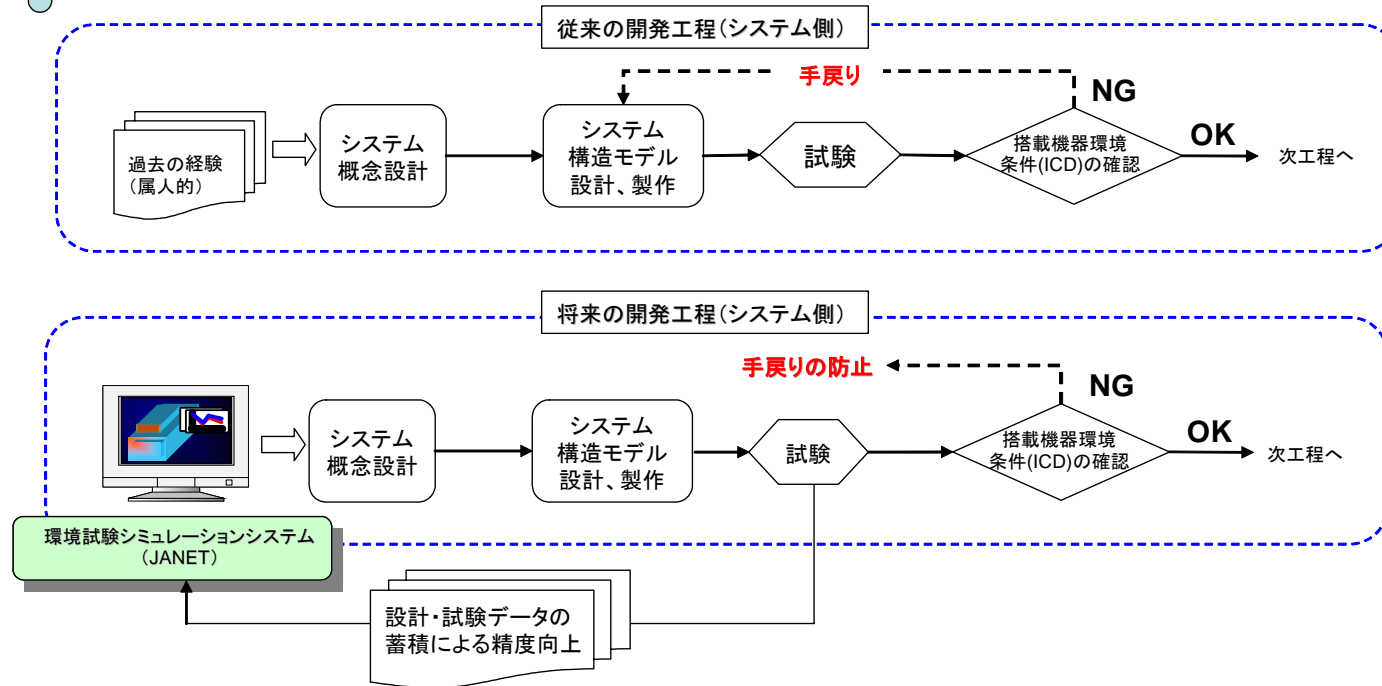 従来の開発工程(システム側)
手戻り
NG
過去の経験
(属人的)
システム
概念設計
システム
構造モデル
設計、製作
試験
搭載機器環境
条件(ICD)の確認
OK
次工程へ
将来の開発工程(システム側)
手戻りの防止
NG
システム
概念設計
システム
構造モデル
設計、製作
試験
搭載機器環境
条件(ICD)の確認
OK
次工程へ
環境試験シミュレーションシステム
(JANET)
設計・試験データの
蓄積による精度向上